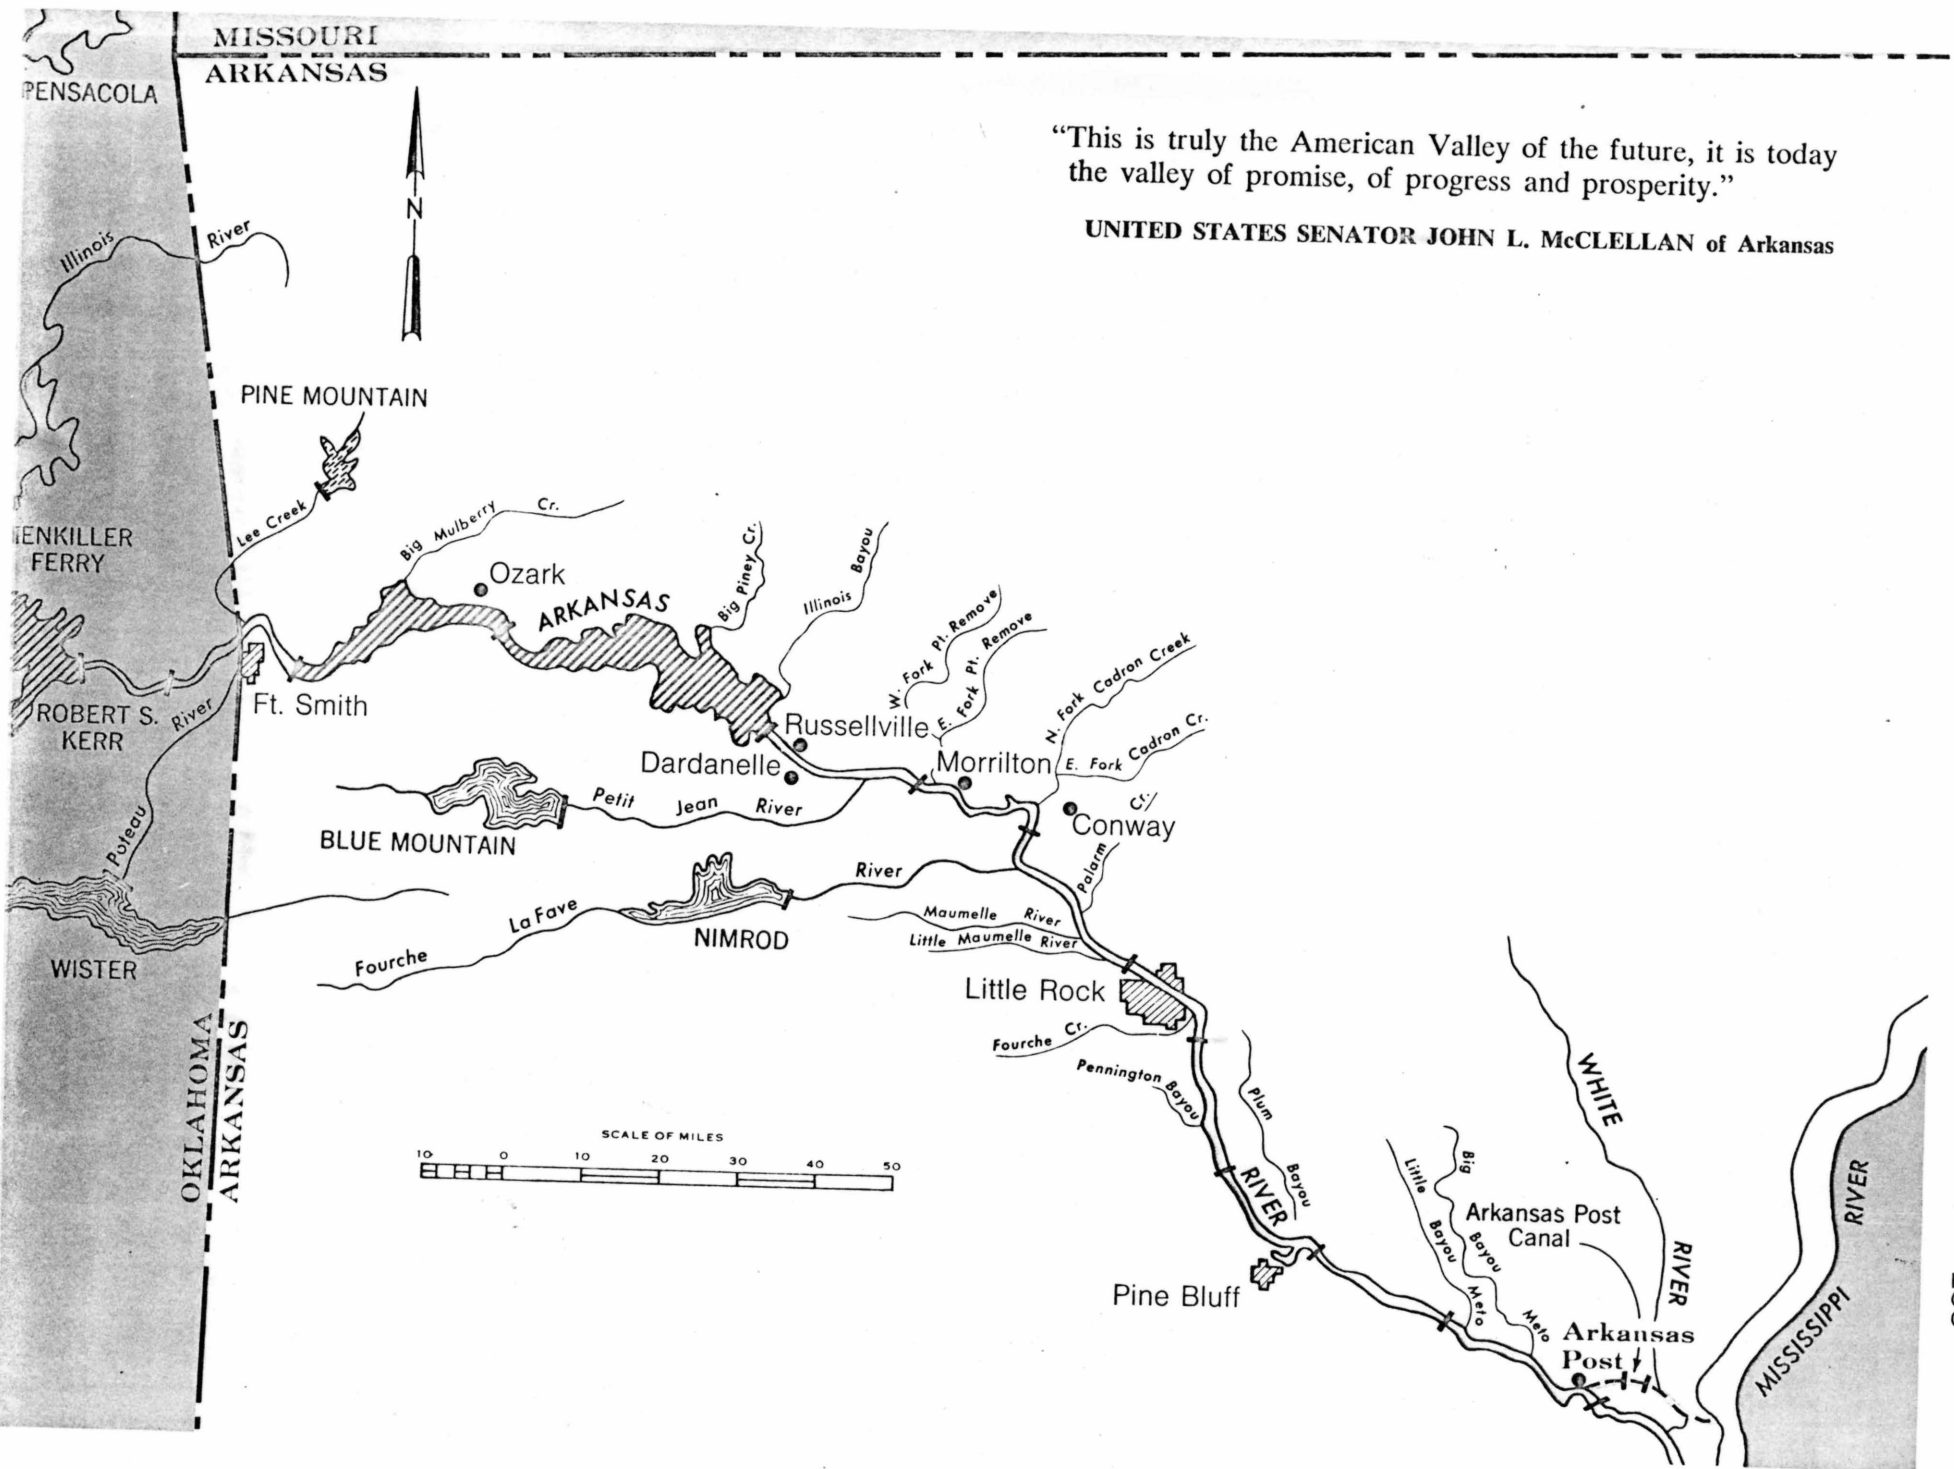 MISSOURI
ARKANSAS
PENSACOLA
"This is truly the American Valley of the future, it is today
the valley of promise, of progress and prosperity."
UNITED STATES SENATOR JOHN L. McCLELLAN of Arkansas
N
Illinois River
PINE MOUNTAIN
Lee Creek
Big Mulberry Cr.
TENKILLER
FERRY
Ozark
ARKANSAS
Big Piney Cr.
Illinois Bayou
W. Fork Pt. Remove
E. Fork Pt. Remove
N. Fork Cadron Creek
E. Fork Cadron Cr.
ROBERT S.
KERR
Ft. Smith
Poteau River
Russellville
Dardanelle
Morrilton
Conway
Petit Jean River
BLUE MOUNTAIN
Palarm Cr.
Fourche La Fave River
NIMROD
Maumelle River
Little Maumelle River
WISTER
Little Rock
Fourche Cr.
Pennington Bayou
Plum Bayou
OKLAHOMA
ARKANSAS
SCALE OF MILES
10 0 10 20 30 40 50
RIVER
Pine Bluff
Little Bayou Meto
Big Bayou Meto
Arkansas Post
Canal
WHITE RIVER
Arkansas
Post
MISSISSIPPI RIVER